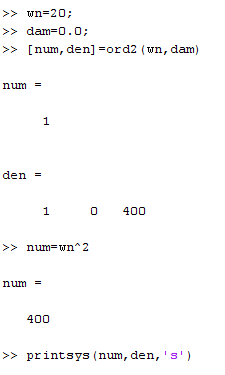 >> wn=20;
>> dam=0.0;
>> [num,den]=ord2(wn,dam)
num =
1
den =
1 0 400
>> num=wn^2
num =
400
>> printsys(num,den,'s')